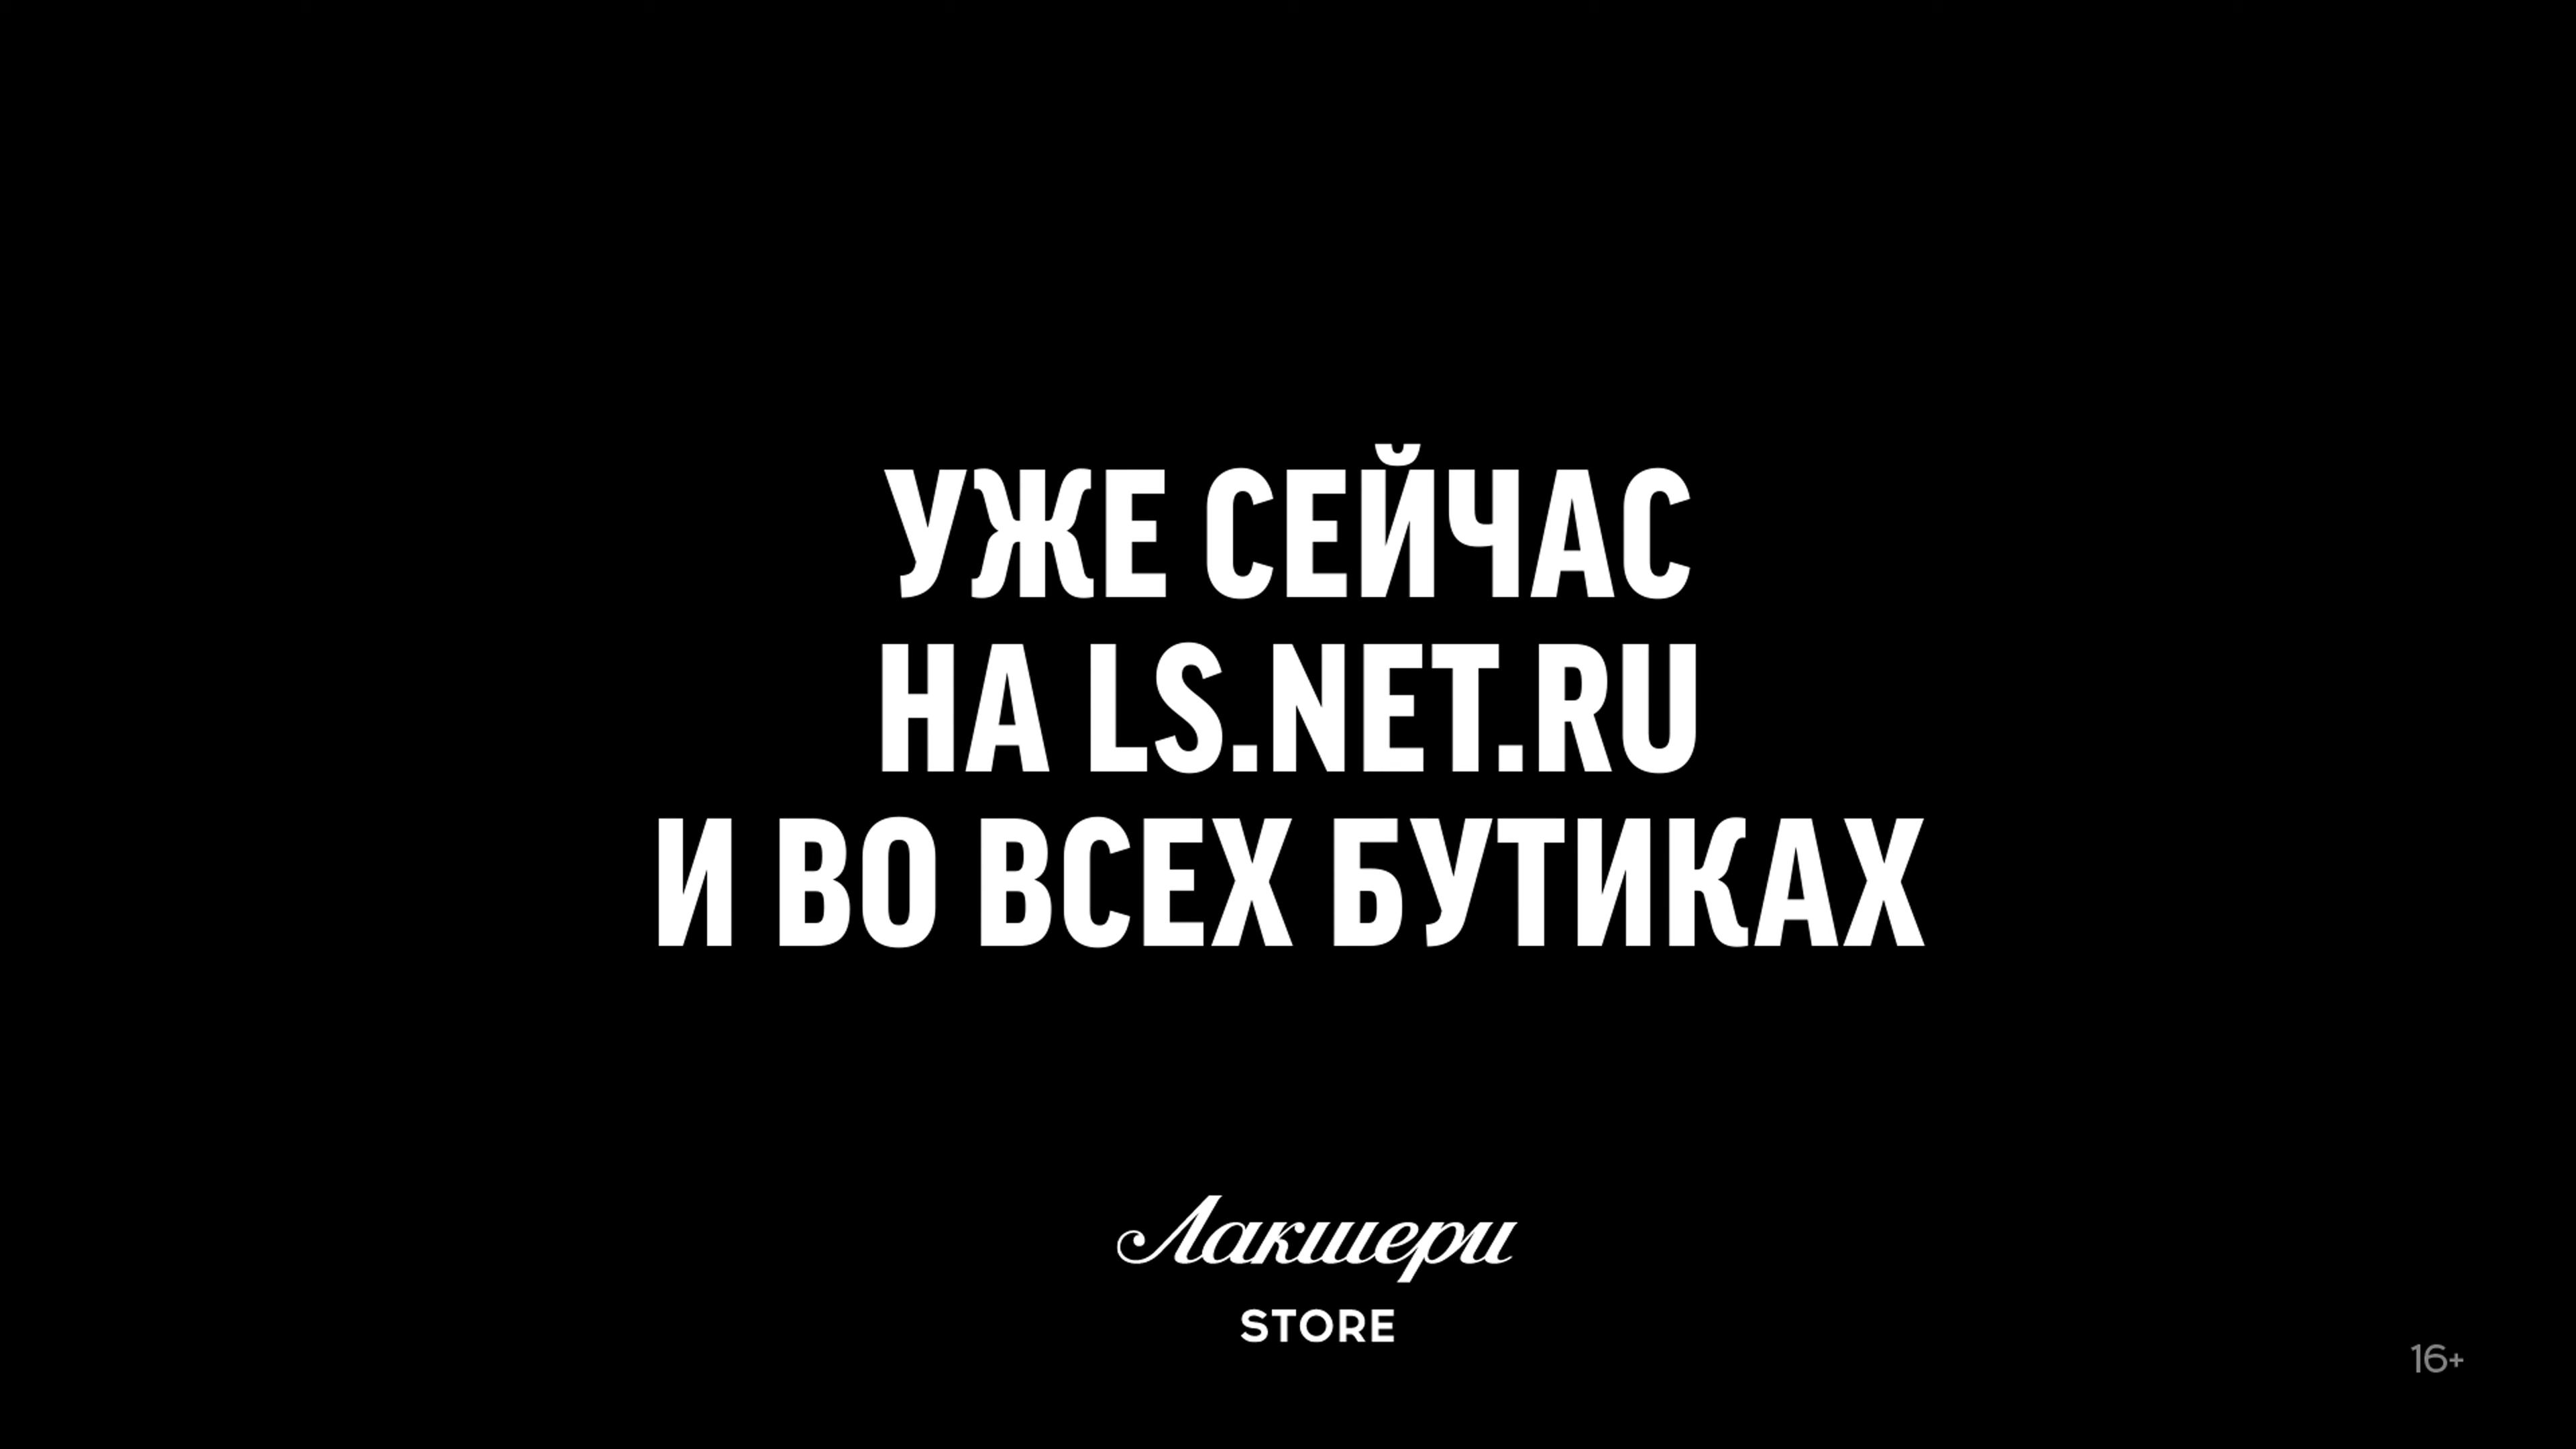 УЖЕ СЕЙЧАС
НА LS.NET.RU
И ВО ВСЕХ БУТИКАХ
Лакшери
STORE
16+